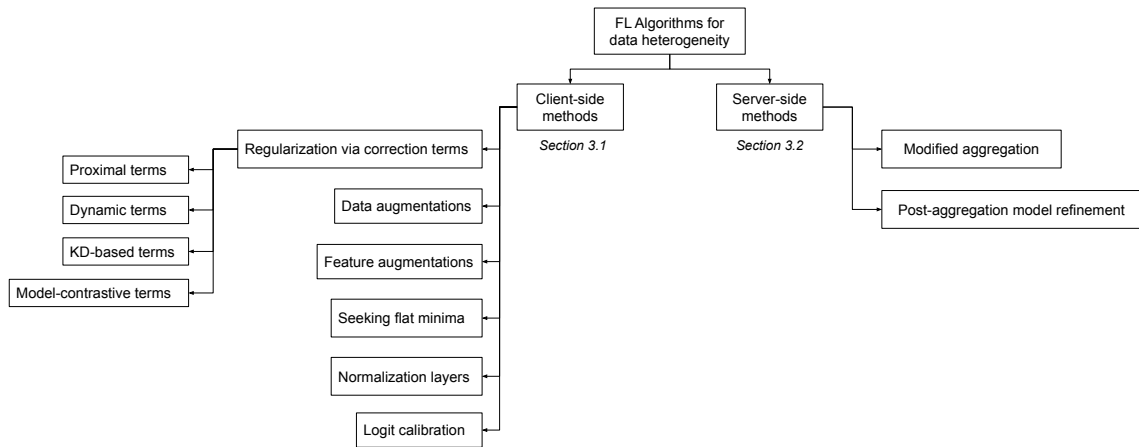 FL Algorithms for
data heterogeneity
Client-side
methods
Server-side
methods
Section 3.1
Section 3.2
Regularization via correction terms
Modified aggregation
Proximal terms
Data augmentations
Post-aggregation model refinement
Dynamic terms
KD-based terms
Feature augmentations
Model-contrastive terms
Seeking flat minima
Normalization layers
Logit calibration